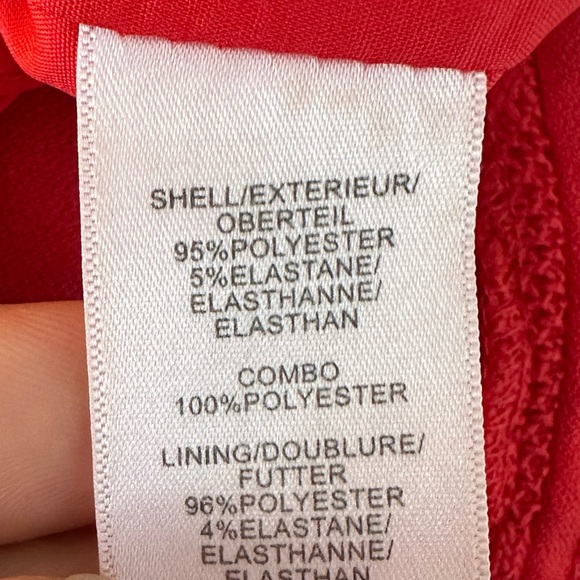 SHELL/EXTERIEUR/
OBERTEIL
95%POLYESTER
5%ELASTANE/
ELASTHANNE/
ELASTHAN
COMBO
100%POLYESTER
LINING/DOUBLURE/
FUTTER
96%POLYESTER
4%ELASTANE/
ELASTHANNE/
ELASTHAN